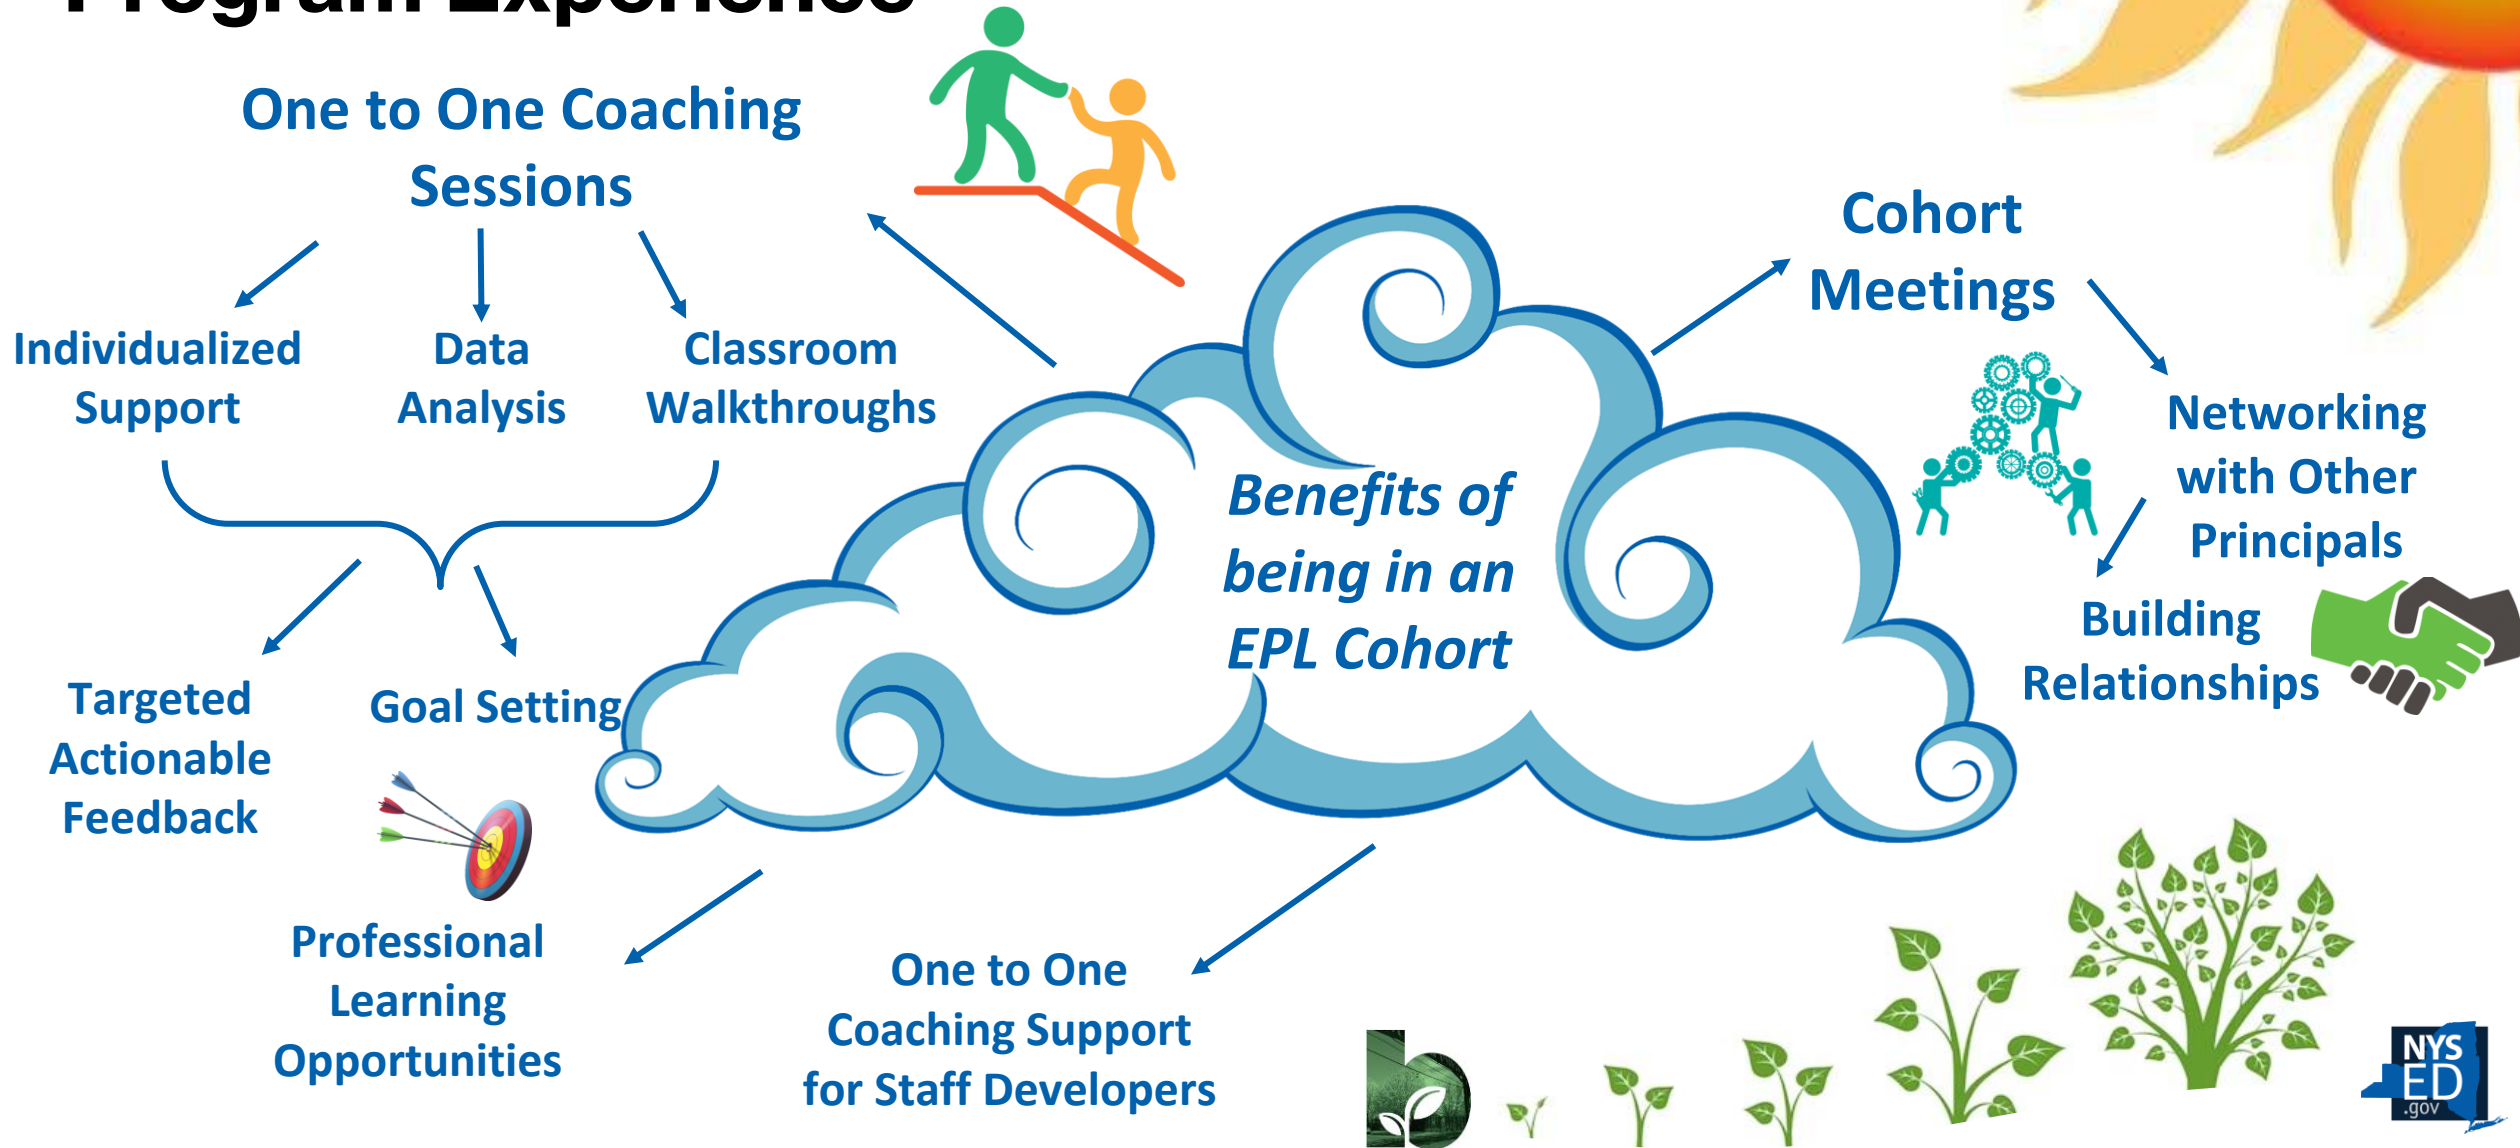 Program Experience
One to One Coaching
Sessions
Individualized
Support
Data
Analysis
Classroom
Walkthroughs
Targeted
Actionable
Feedback
Goal Setting
Benefits of
being in an
EPL Cohort
Cohort
Meetings
Networking
with Other
Principals
Building
Relationships
Professional
Learning
Opportunities
One to One
Coaching Support
for Staff Developers
b
NYS
ED
.gov